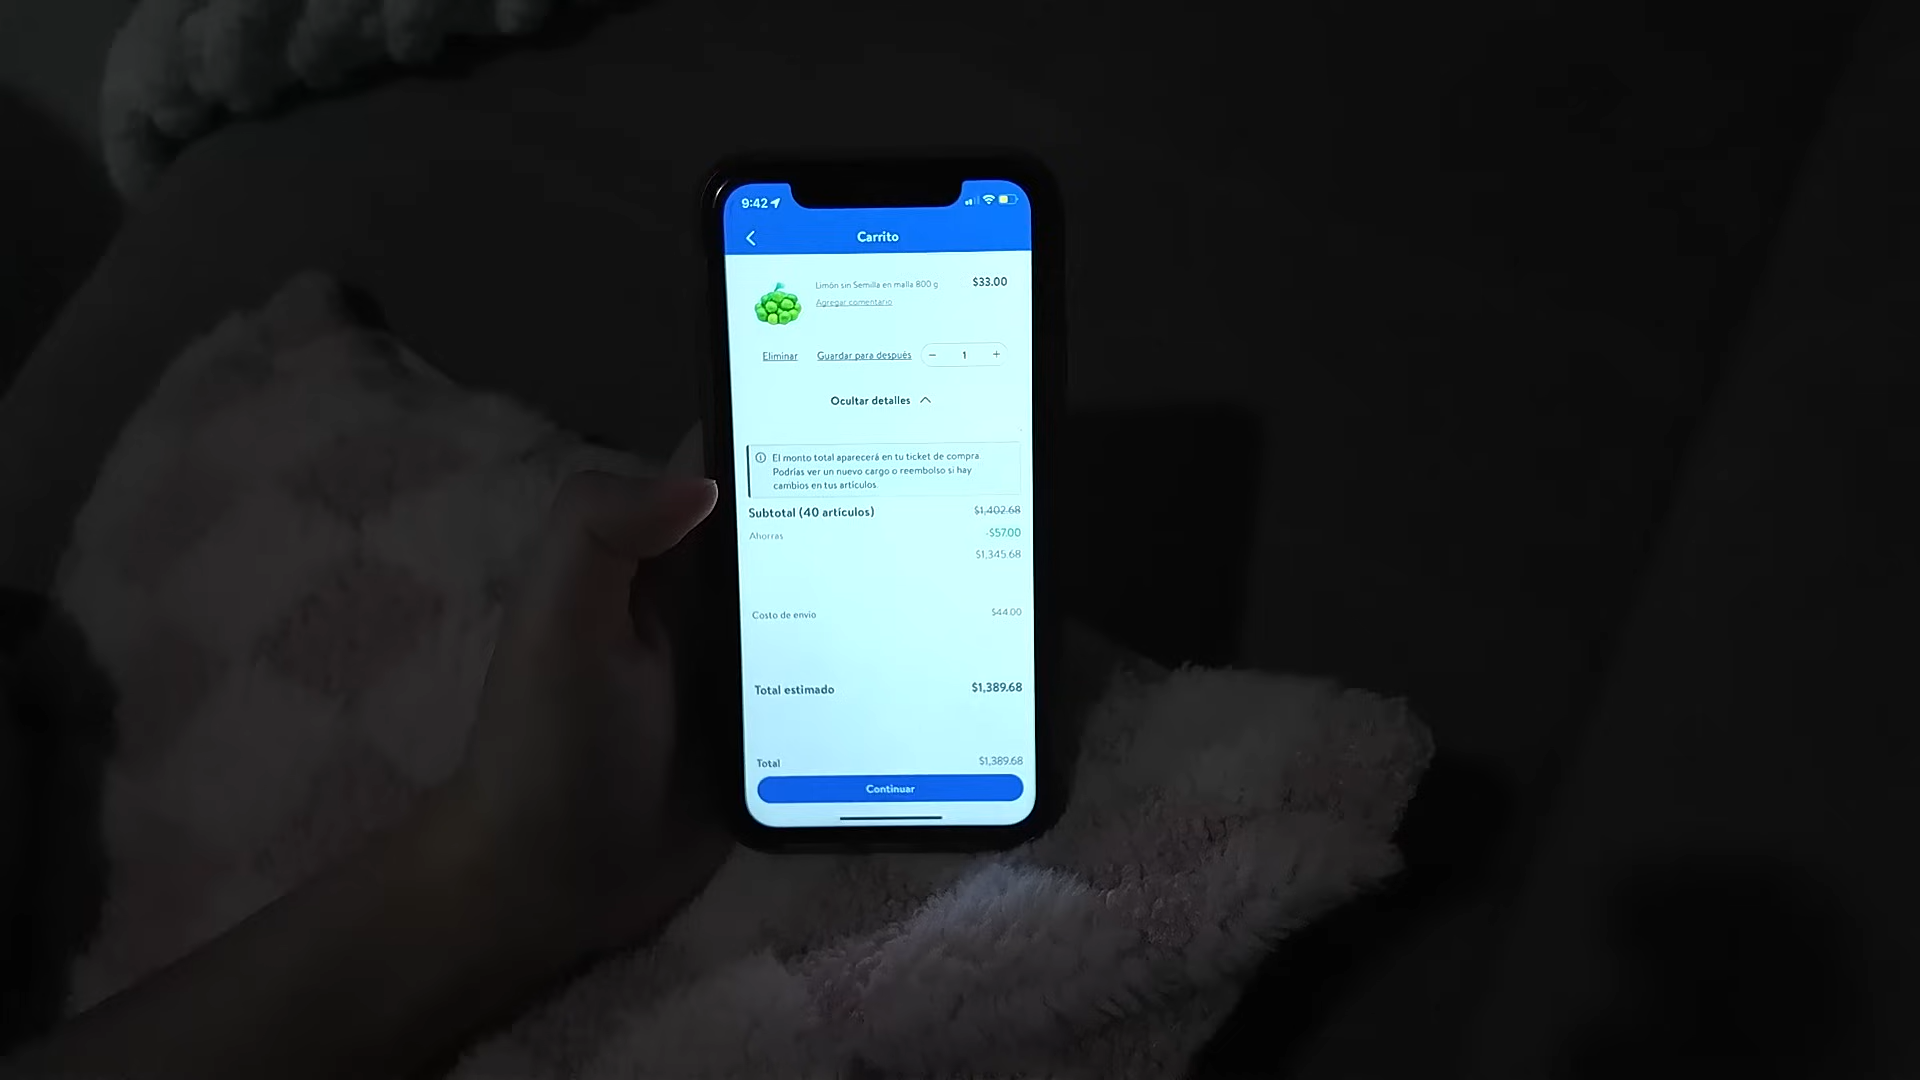 9:42
Carrito
Limón sin Semilla en malla 800 g $33.00
Agregar comentario
Eliminar Guardar para después − 1 +
Ocultar detalles
El monto total aparecerá en tu ticket de compra.
Podrías ver un nuevo cargo o reembolso si hay
cambios en tus artículos.
Subtotal (40 artículos) $1,402.68
Ahorras -$57.00
$1,345.68
Costo de envío $44.00
Total estimado $1,389.68
Total $1,389.68
Continuar